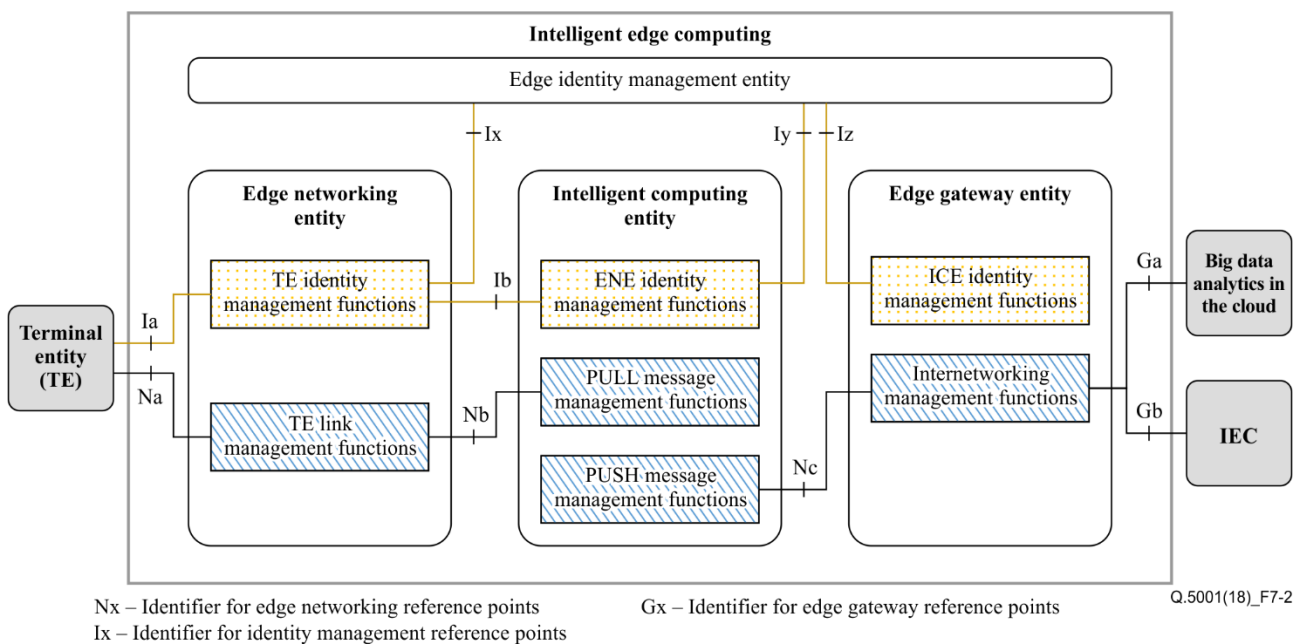 Intelligent edge computing
Edge identity management entity
Ix
Iy
Iz
Edge networking
entity
Intelligent computing
entity
Edge gateway entity
TE identity
management functions
Ib
ENE identity
management functions
ICE identity
management functions
Ga
Big data
analytics in
the cloud
Terminal
entity
(TE)
Ia
Na
TE link
management functions
Nb
PULL message
management functions
PUSH message
management functions
Nc
Internetworking
management functions
Gb
IEC
Nx – Identifier for edge networking reference points
Gx – Identifier for edge gateway reference points
Ix – Identifier for identity management reference points
Q.5001(18)_F7-2